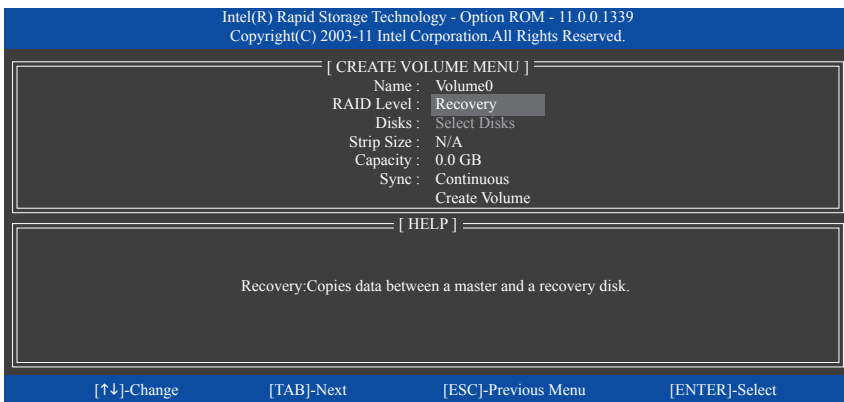 Intel(R) Rapid Storage Technology - Option ROM - 11.0.0.1339
Copyright(C) 2003-11 Intel Corporation.All Rights Reserved.
[ CREATE VOLUME MENU ]
Name : Volume0
RAID Level : Recovery
Disks : Select Disks
Strip Size : N/A
Capacity : 0.0 GB
Sync : Continuous
Create Volume
[ HELP ]
Recovery:Copies data between a master and a recovery disk.
[↑↓]-Change [TAB]-Next [ESC]-Previous Menu [ENTER]-Select